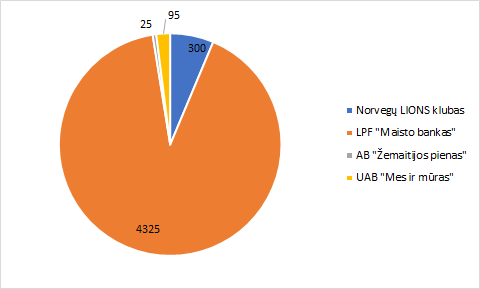 95
25
300
4325
Norvegų LIONS klubas
LPF "Maisto bankas"
AB "Žemaitijos pienas"
UAB "Mes ir mūras"